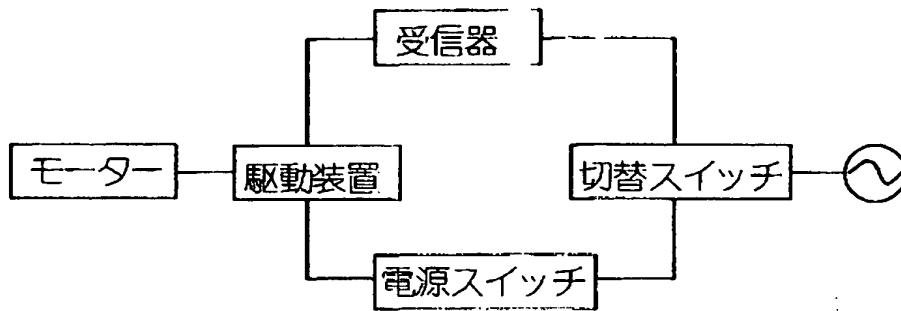 受信器
モーター
駆動装置
切替スイッチ
電源スイッチ